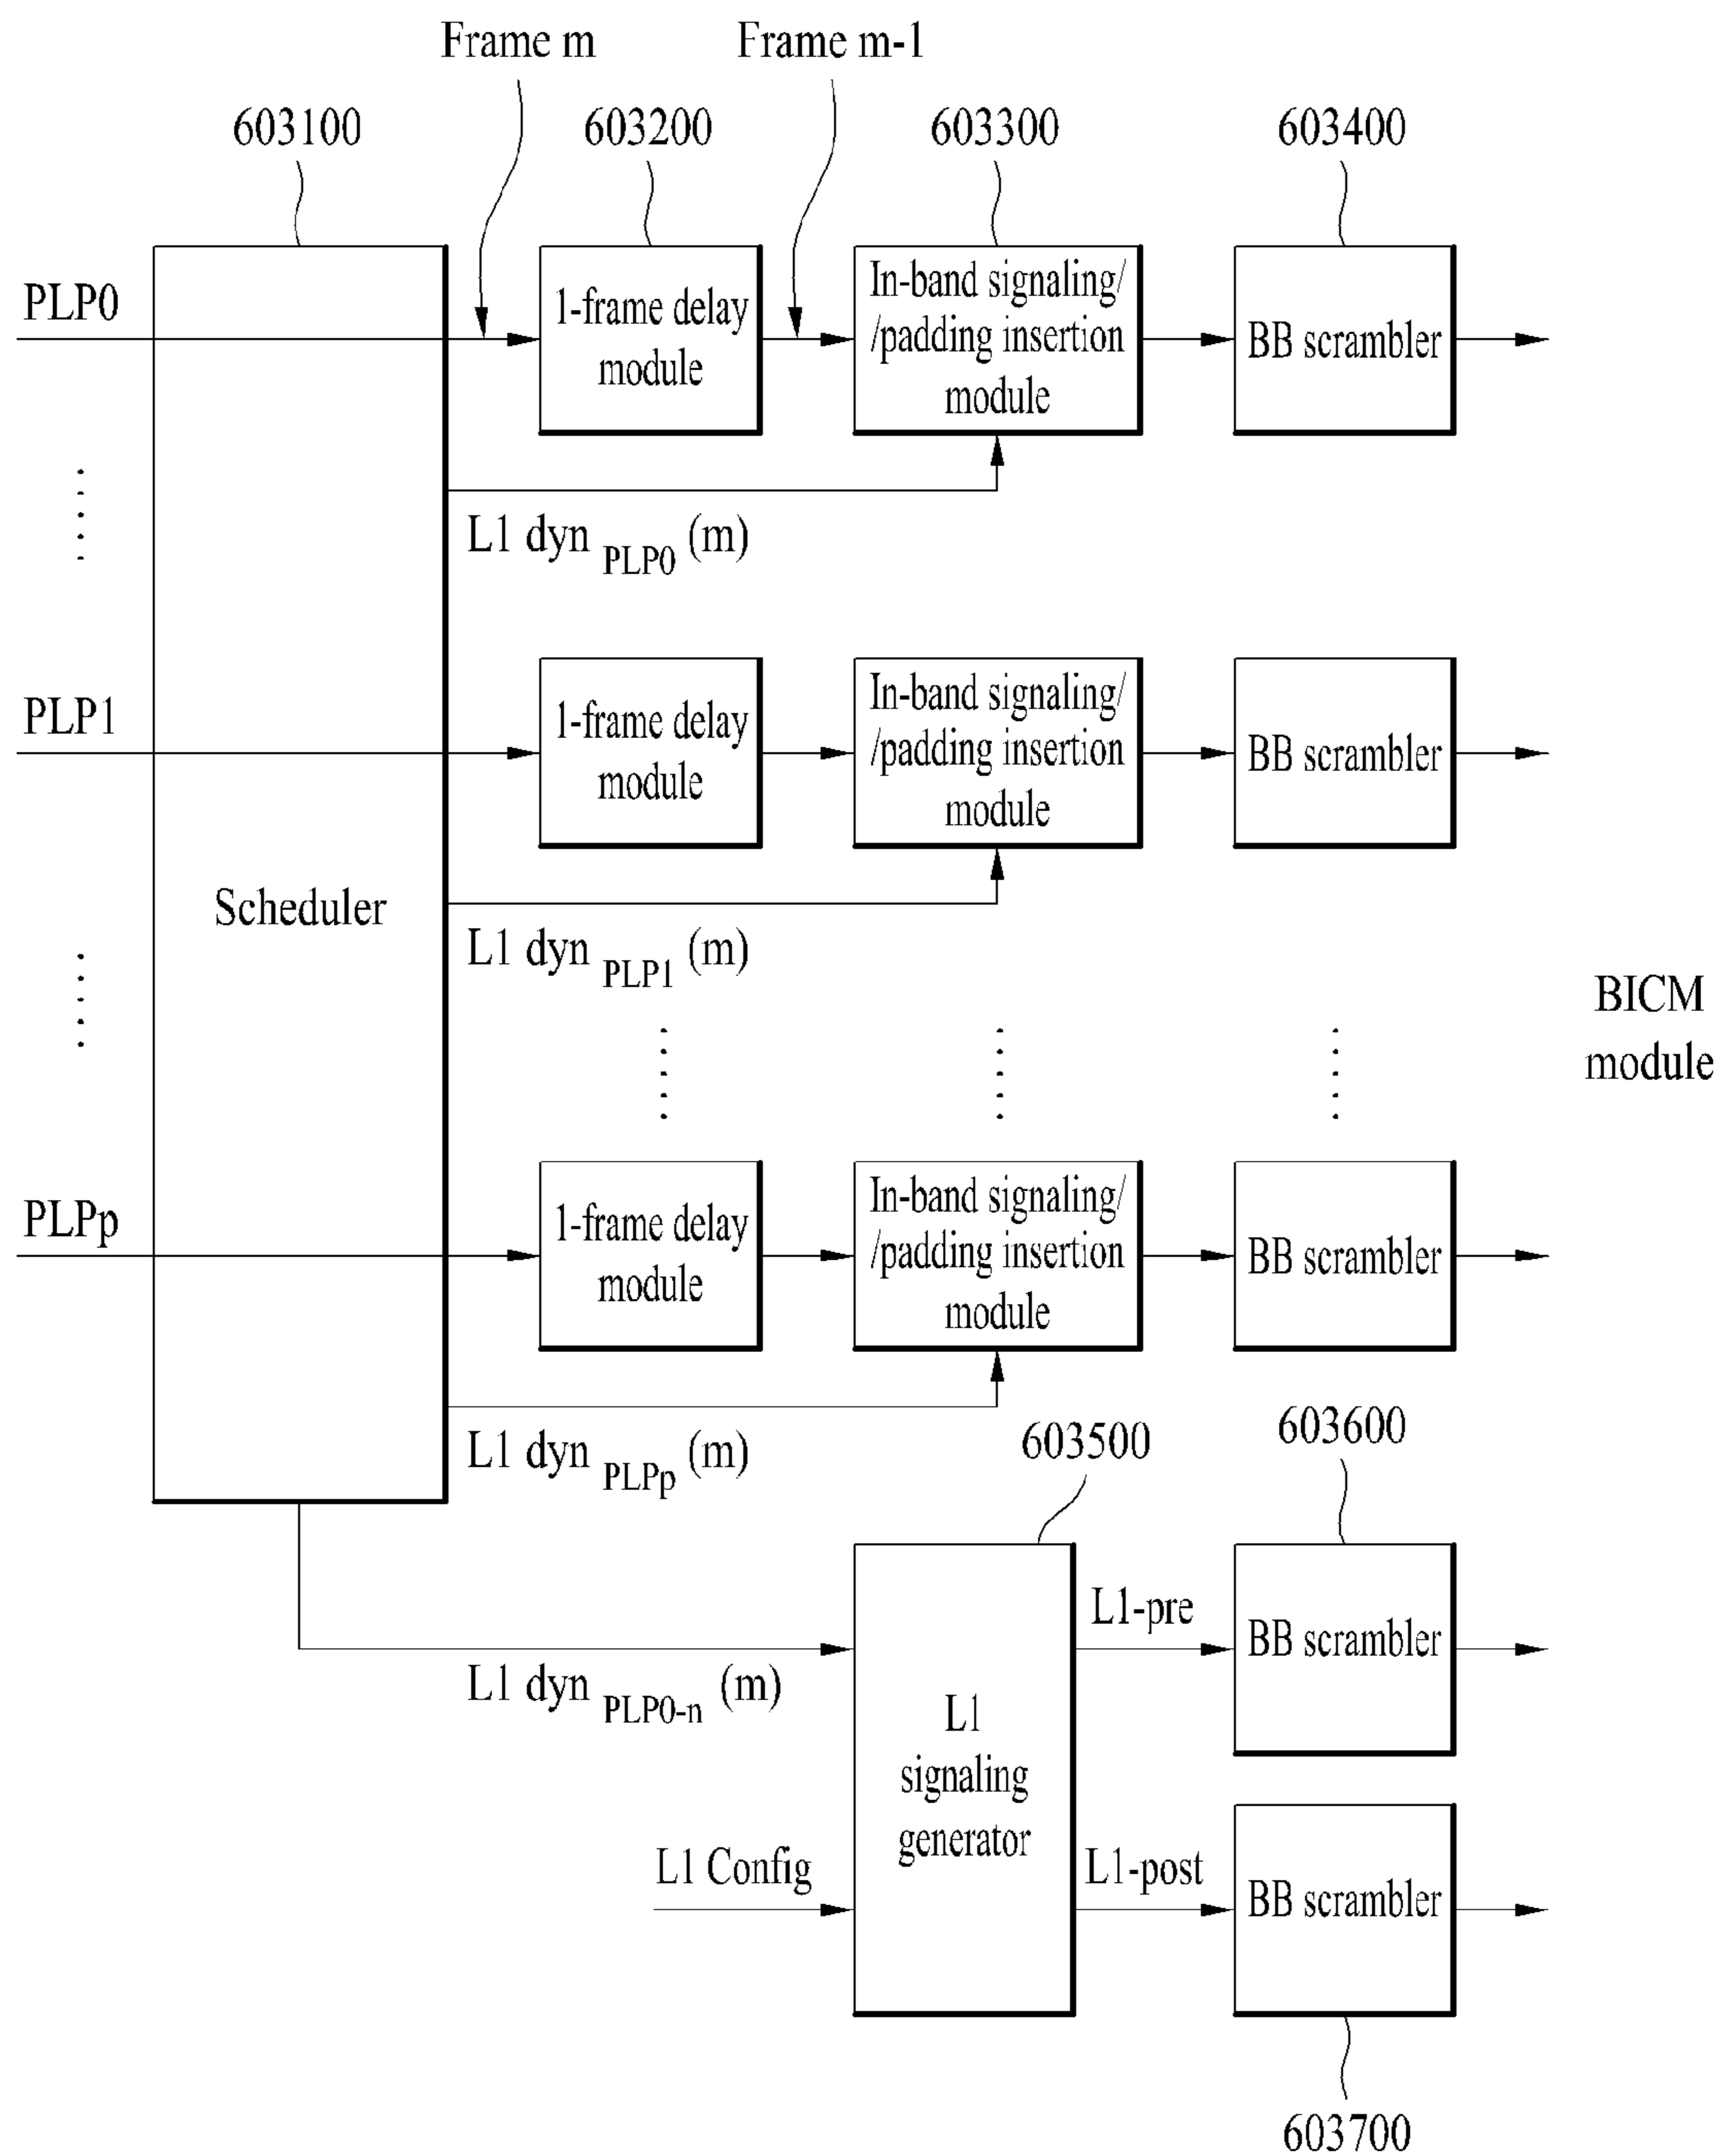 Frame m
Frame m-1
603100
603200
603300
603400
PLP0
1-frame delay
module
In-band signaling/
/padding insertion
module
BB scrambler
L1 dyn PLP0 (m)
PLP1
1-frame delay
module
In-band signaling/
/padding insertion
module
BB scrambler
Scheduler
L1 dyn PLP1 (m)
BICM
module
PLPp
1-frame delay
module
In-band signaling/
/padding insertion
module
BB scrambler
L1 dyn PLPp (m)
603500
603600
L1-pre
BB scrambler
L1 dyn PLP0-n (m)
L1
signaling
generator
L1 Config
L1-post
BB scrambler
603700